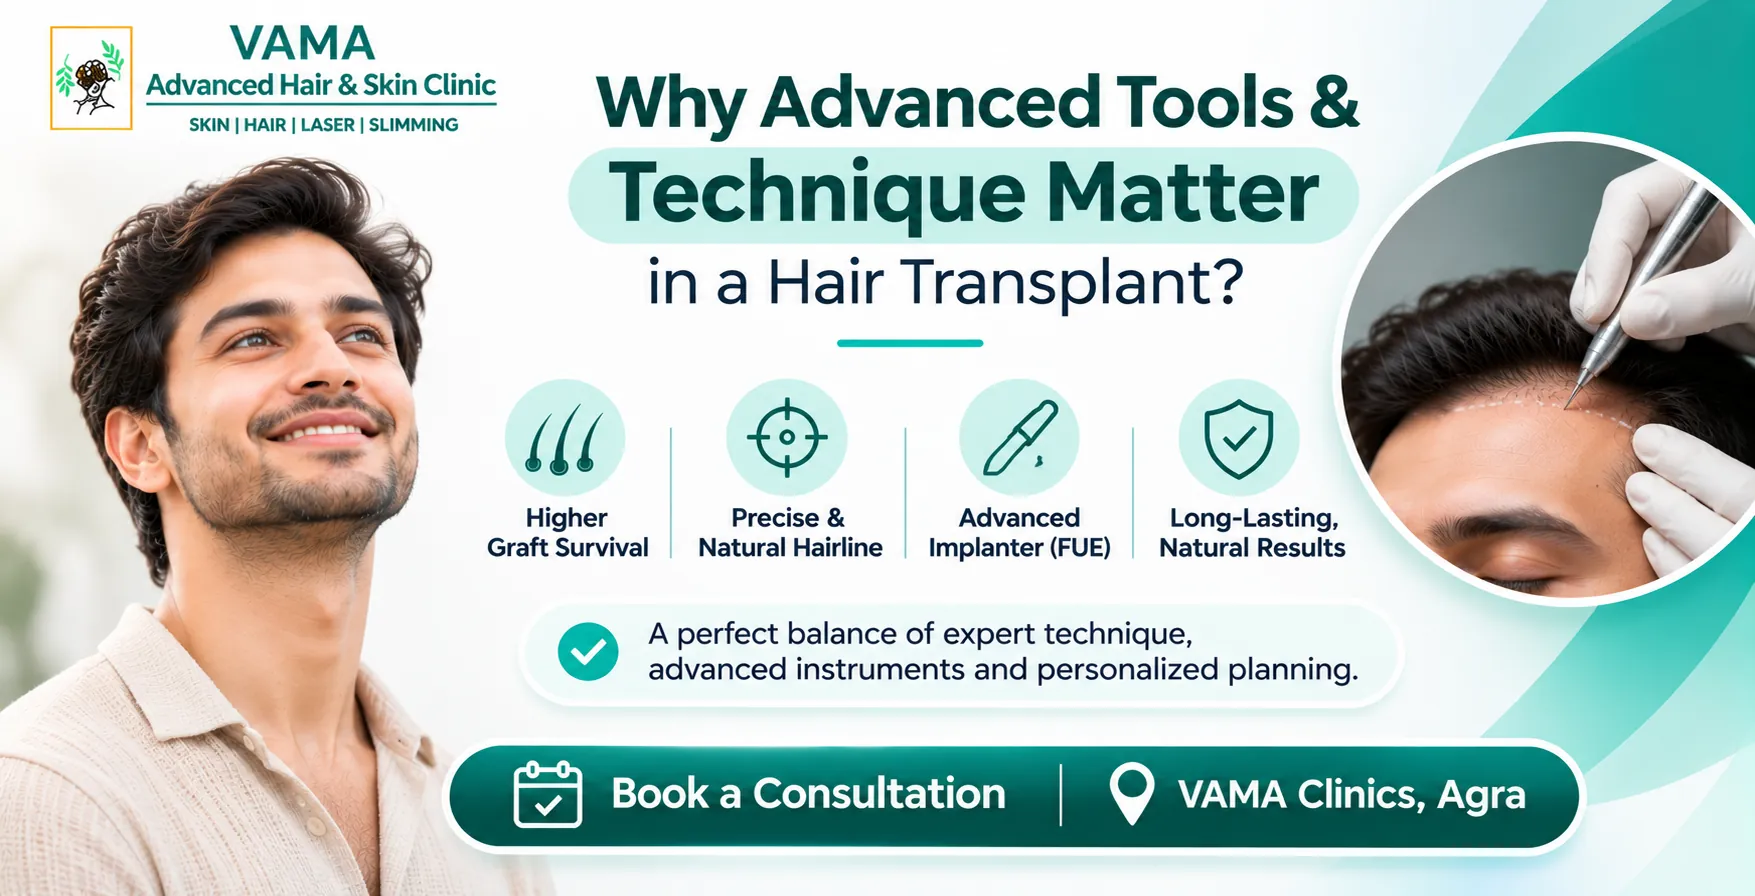 VAMA
Advanced Hair & Skin Clinic
SKIN | HAIR | LASER | SLIMMING
Why Advanced Tools &
Technique Matter
in a Hair Transplant?
Higher
Graft Survival
Precise &
Natural Hairline
Advanced
Implanter (FUE)
Long-Lasting,
Natural Results
A perfect balance of expert technique,
advanced instruments and personalized planning.
Book a Consultation
VAMA Clinics, Agra